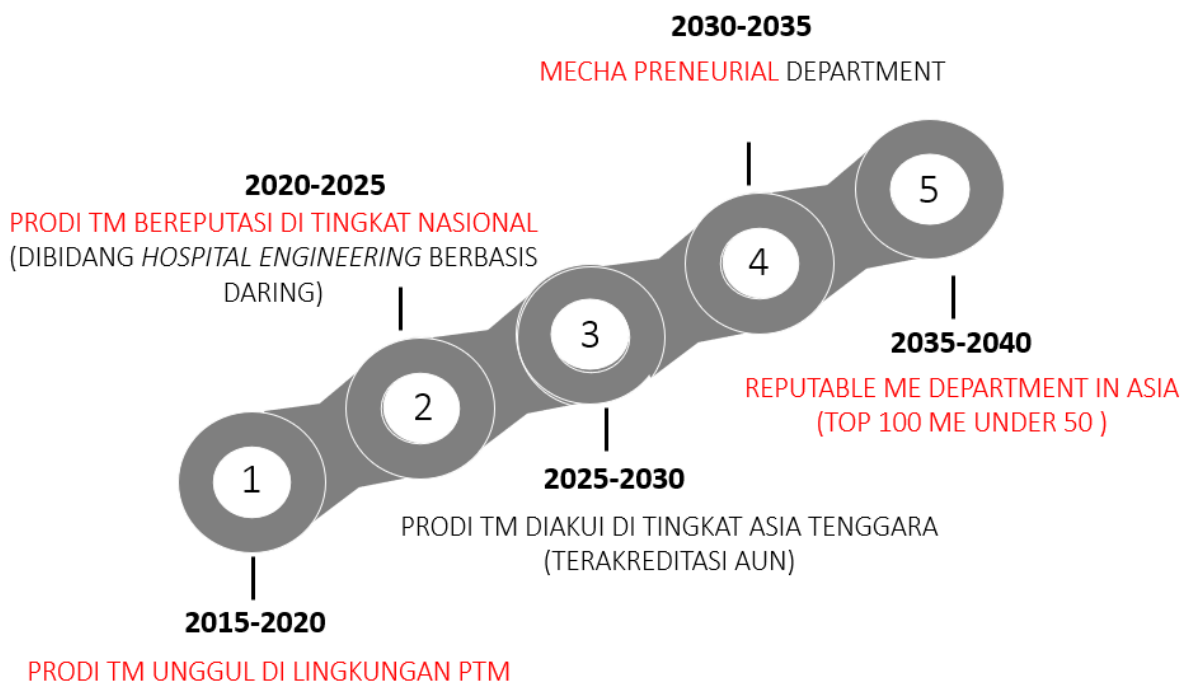 2030-2035
MECHA PRENEURIAL DEPARTMENT
5
2020-2025
PRODI TM BEREPUTASI DI TINGKAT NASIONAL
(DIBIDANG HOSPITAL ENGINEERING BERBASIS
DARING)
4
3
2035-2040
REPUTABLE ME DEPARTMENT IN ASIA
(TOP 100 ME UNDER 50 )
2
1
2025-2030
PRODI TM DIAKUI DI TINGKAT ASIA TENGGARA
(TERAKREDITASI AUN)
2015-2020
PRODI TM UNGGUL DI LINGKUNGAN PTM